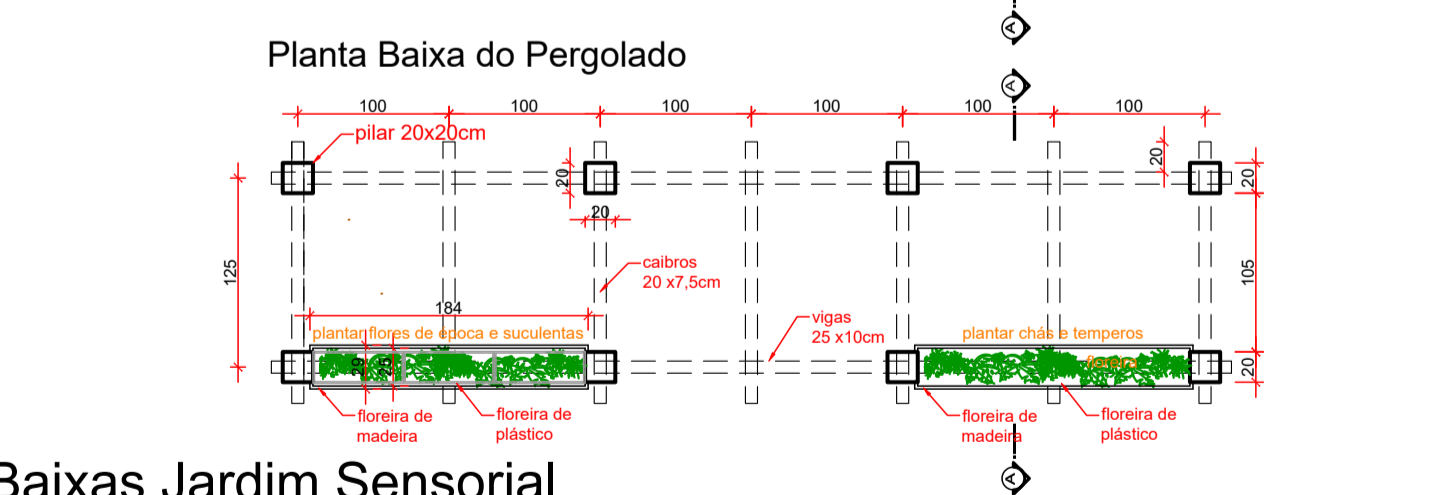 A
Planta Baixa do Pergolado
A
100 100 100 100 100 100
pilar 20x20cm
20
20
20
20
125
105
caibros
20 x7,5cm
184
vigas
25 x10cm
plantar flores de época e suculentas
plantar chás e temperos
29 25
floreira
20
floreira de
madeira
floreira de
plástico
floreira de
madeira
floreira de
plástico
Baixas Jardim Sensorial
A